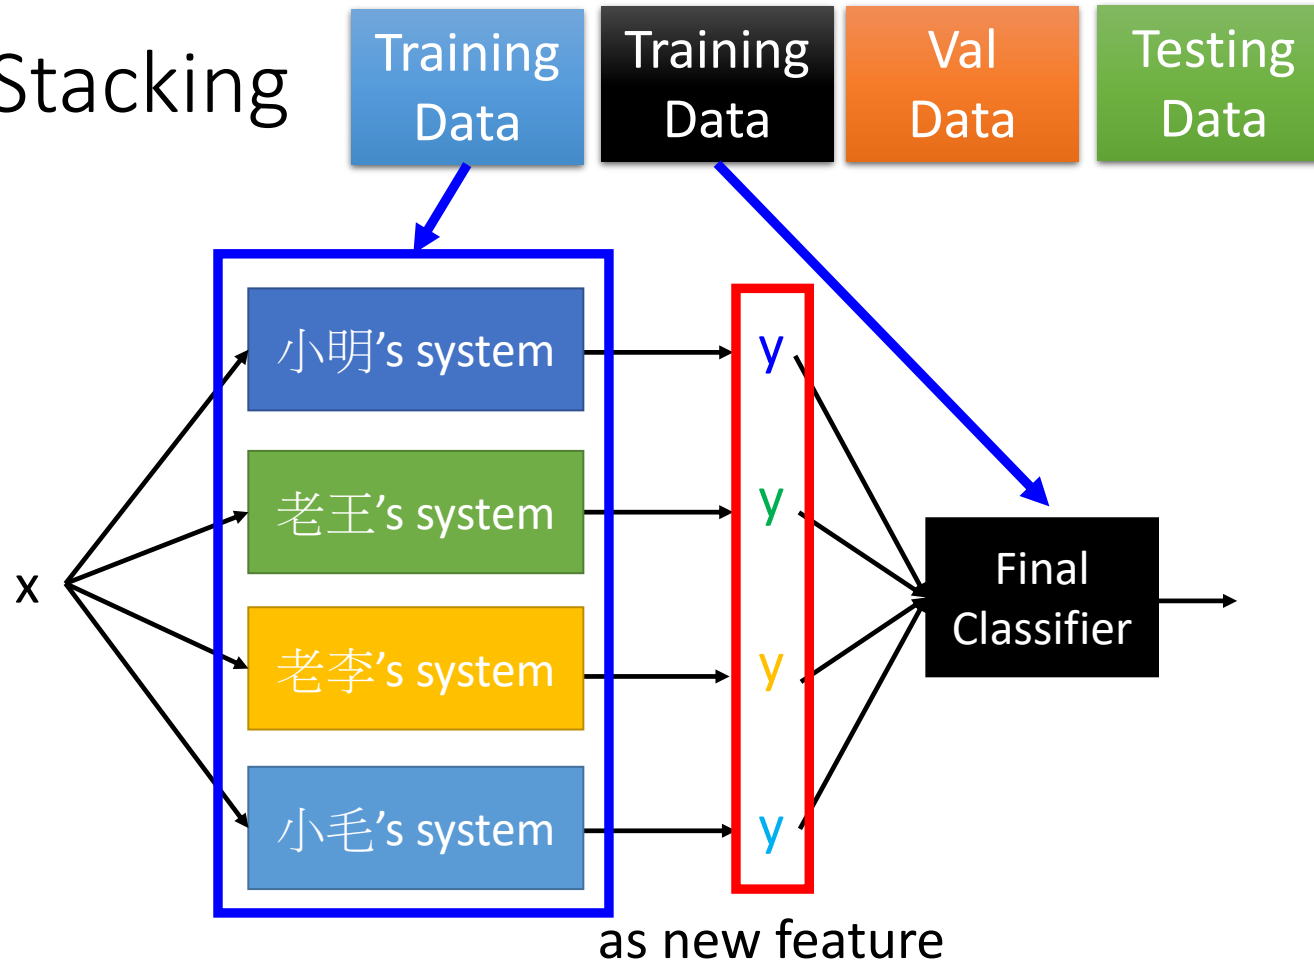 Stacking
Training
Data
Training
Data
Val
Data
Testing
Data
小明's system
老王's system
老李's system
小毛's system
x
y
y
y
y
Final
Classifier
as new feature